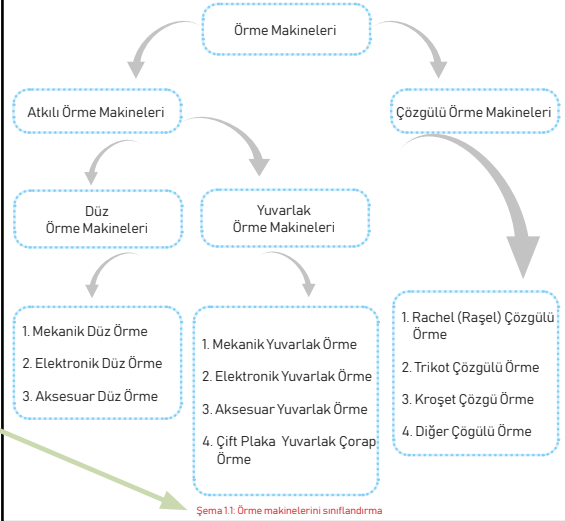 Örme Makineleri
Atkılı Örme Makineleri
Çözgülü Örme Makineleri
Düz
Örme Makineleri
Yuvarlak
Örme Makineleri
1. Mekanik Düz Örme
2. Elektronik Düz Örme
3. Aksesuar Düz Örme
1. Mekanik Yuvarlak Örme
2. Elektronik Yuvarlak Örme
3. Aksesuar Yuvarlak Örme
4. Çift Plaka Yuvarlak Çorap
Örme
1. Rachel (Raşel) Çözgülü
Örme
2. Trikot Çözgülü Örme
3. Kroşet Çözgü Örme
4. Diğer Çögülü Örme
Şema 1.1: Örme makinelerini sınıflandırma